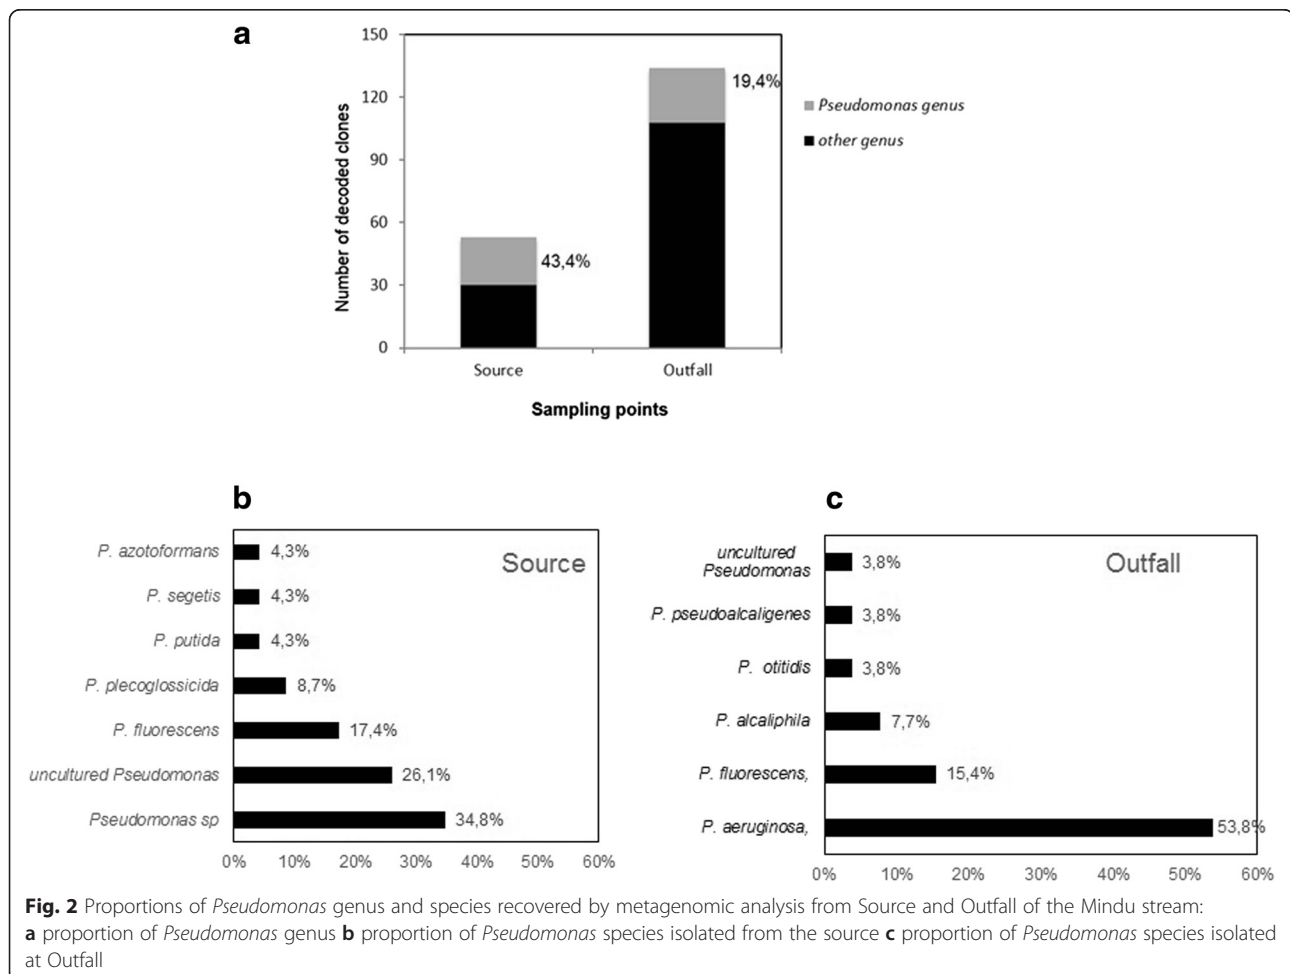 a
150
120
90
60
30
0
Number of decoded clones
19,4%
43,4%
Pseudomonas genus
other genus
Source Outfall
Sampling points
b
Source
P. azotoformans 4,3%
P. segetis 4,3%
P. putida 4,3%
P. plecoglossicida 8,7%
P. fluorescens 17,4%
uncultured Pseudomonas 26,1%
Pseudomonas sp 34,8%
0% 10% 20% 30% 40% 50% 60%
c
Outfall
uncultured
Pseudomonas 3,8%
P. pseudoalcaligenes 3,8%
P. otitidis 3,8%
P. alcaliphila 7,7%
P. fluorescens, 15,4%
P. aeruginosa, 53,8%
0% 10% 20% 30% 40% 50% 60%
Fig. 2 Proportions of Pseudomonas genus and species recovered by metagenomic analysis from Source and Outfall of the Mindu stream:
a proportion of Pseudomonas genus b proportion of Pseudomonas species isolated from the source c proportion of Pseudomonas species isolated
at Outfall